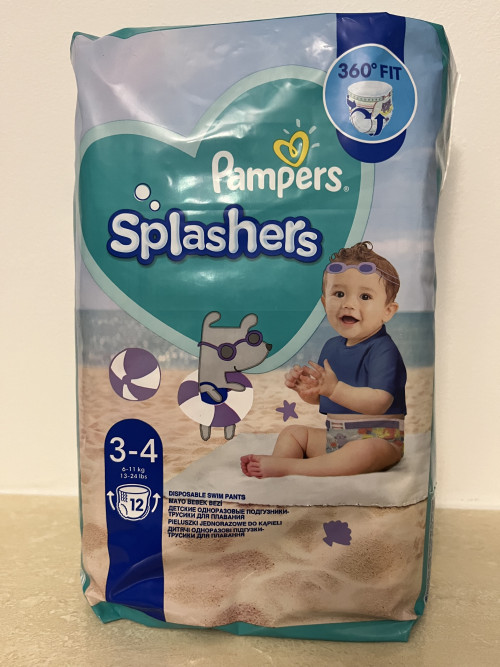 360° FIT
Pampers®
Splashers
3-4
6-11 kg
13-24 lbs
12
DISPOSABLE SWIM PANTS
MAYO BEBEK BEZİ
ДЕТСКИЕ ОДНОРАЗОВЫЕ ПОДГУЗНИКИ-
ТРУСИКИ ДЛЯ ПЛАВАНИЯ
PIELUSZKI JEDNORAZOWE DO KĄPIELI
ДИТЯЧІ ОДНОРАЗОВІ ПІДГУЗКИ-
ТРУСИКИ ДЛЯ ПЛАВАННЯ